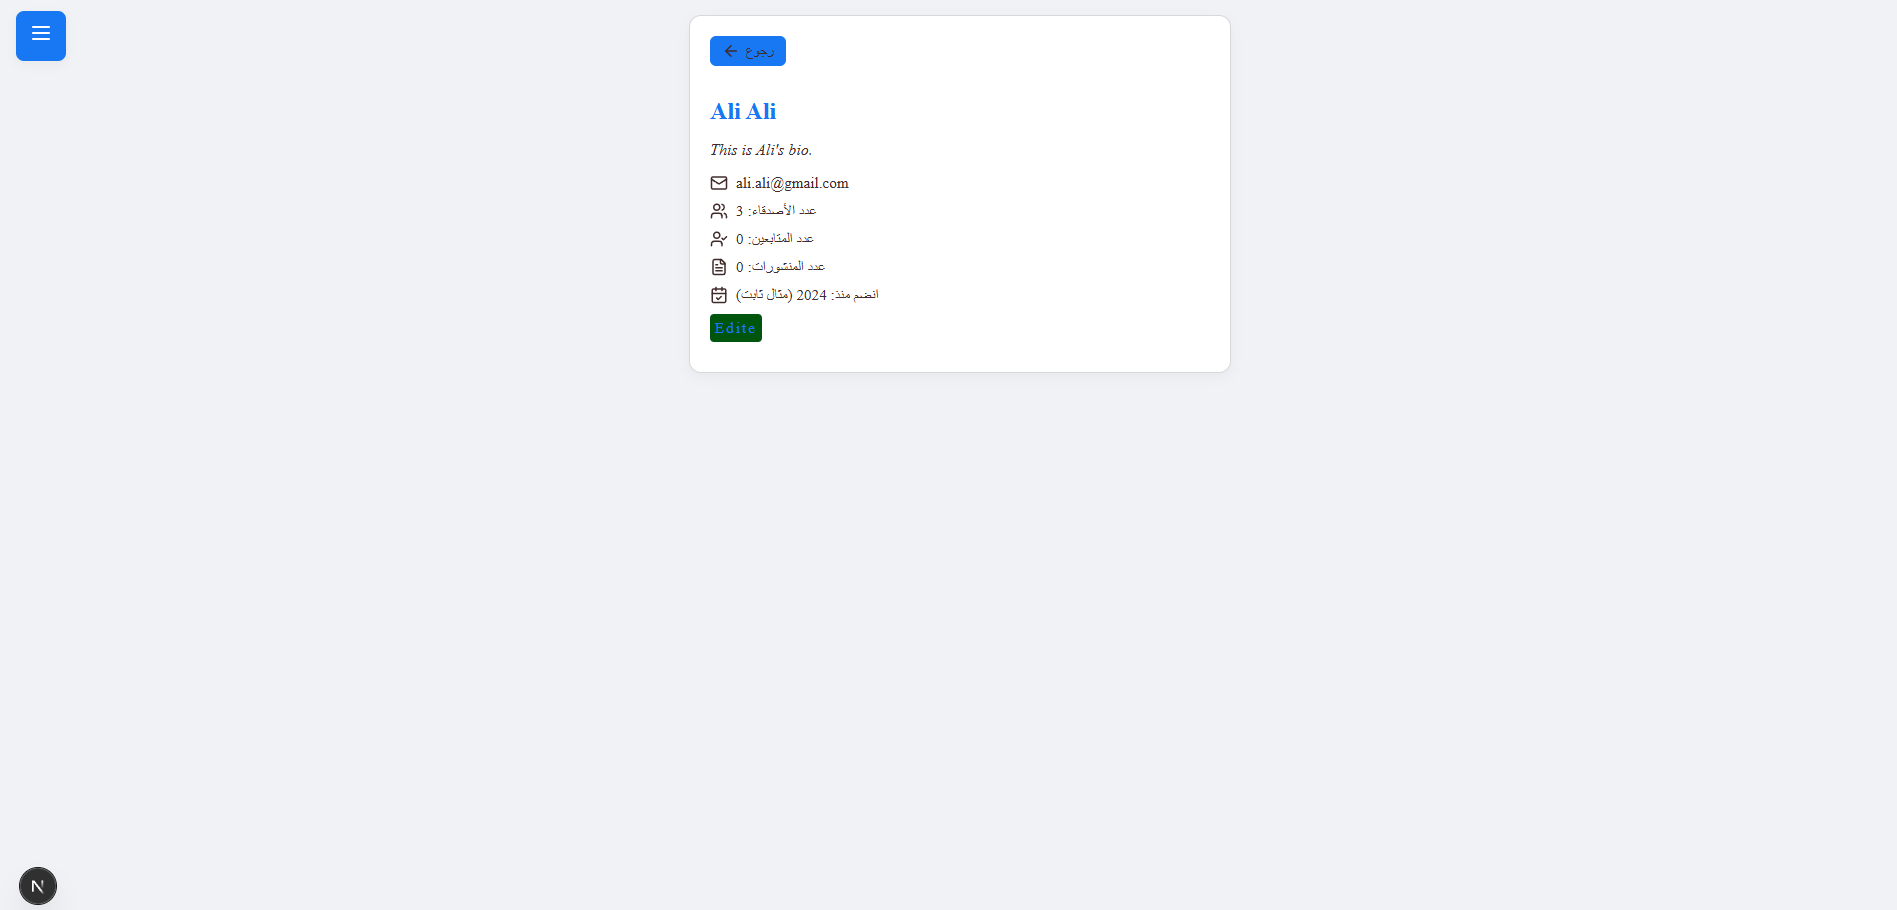 رجوع
Ali Ali
This is Ali's bio.
ali.ali@gmail.com
عدد الأصدقاء: 3
عدد المتابعين: 0
عدد المنشورات: 0
انضم منذ: 2024 (مثال ثابت)
Edite
N